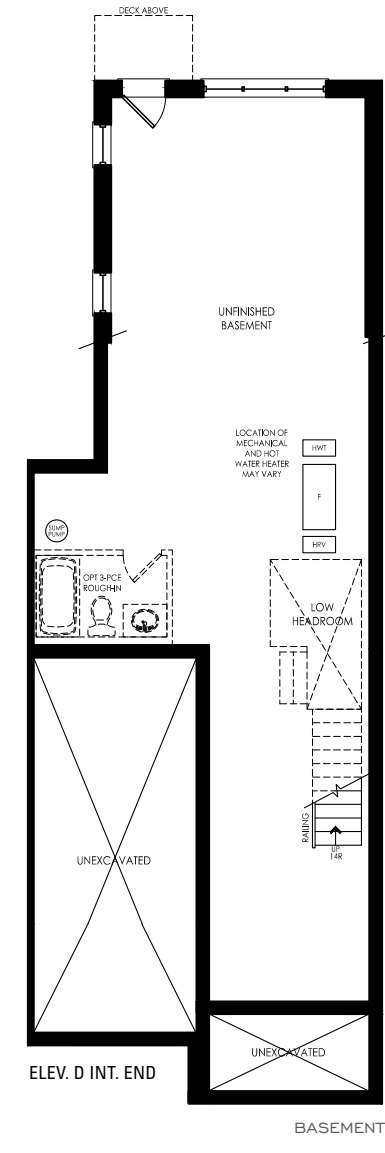 DECK ABOVE
UNFINISHED
BASEMENT
LOCATION OF
MECHANICAL
AND HOT
WATER HEATER
MAY VARY
HWT
F
HRV
SUMP
PUMP
OPT 3-PCE
ROUGH-IN
LOW
HEADROOM
RAILING
UP
14R
UNEXCAVATED
UNEXCAVATED
ELEV. D INT. END
BASEMENT